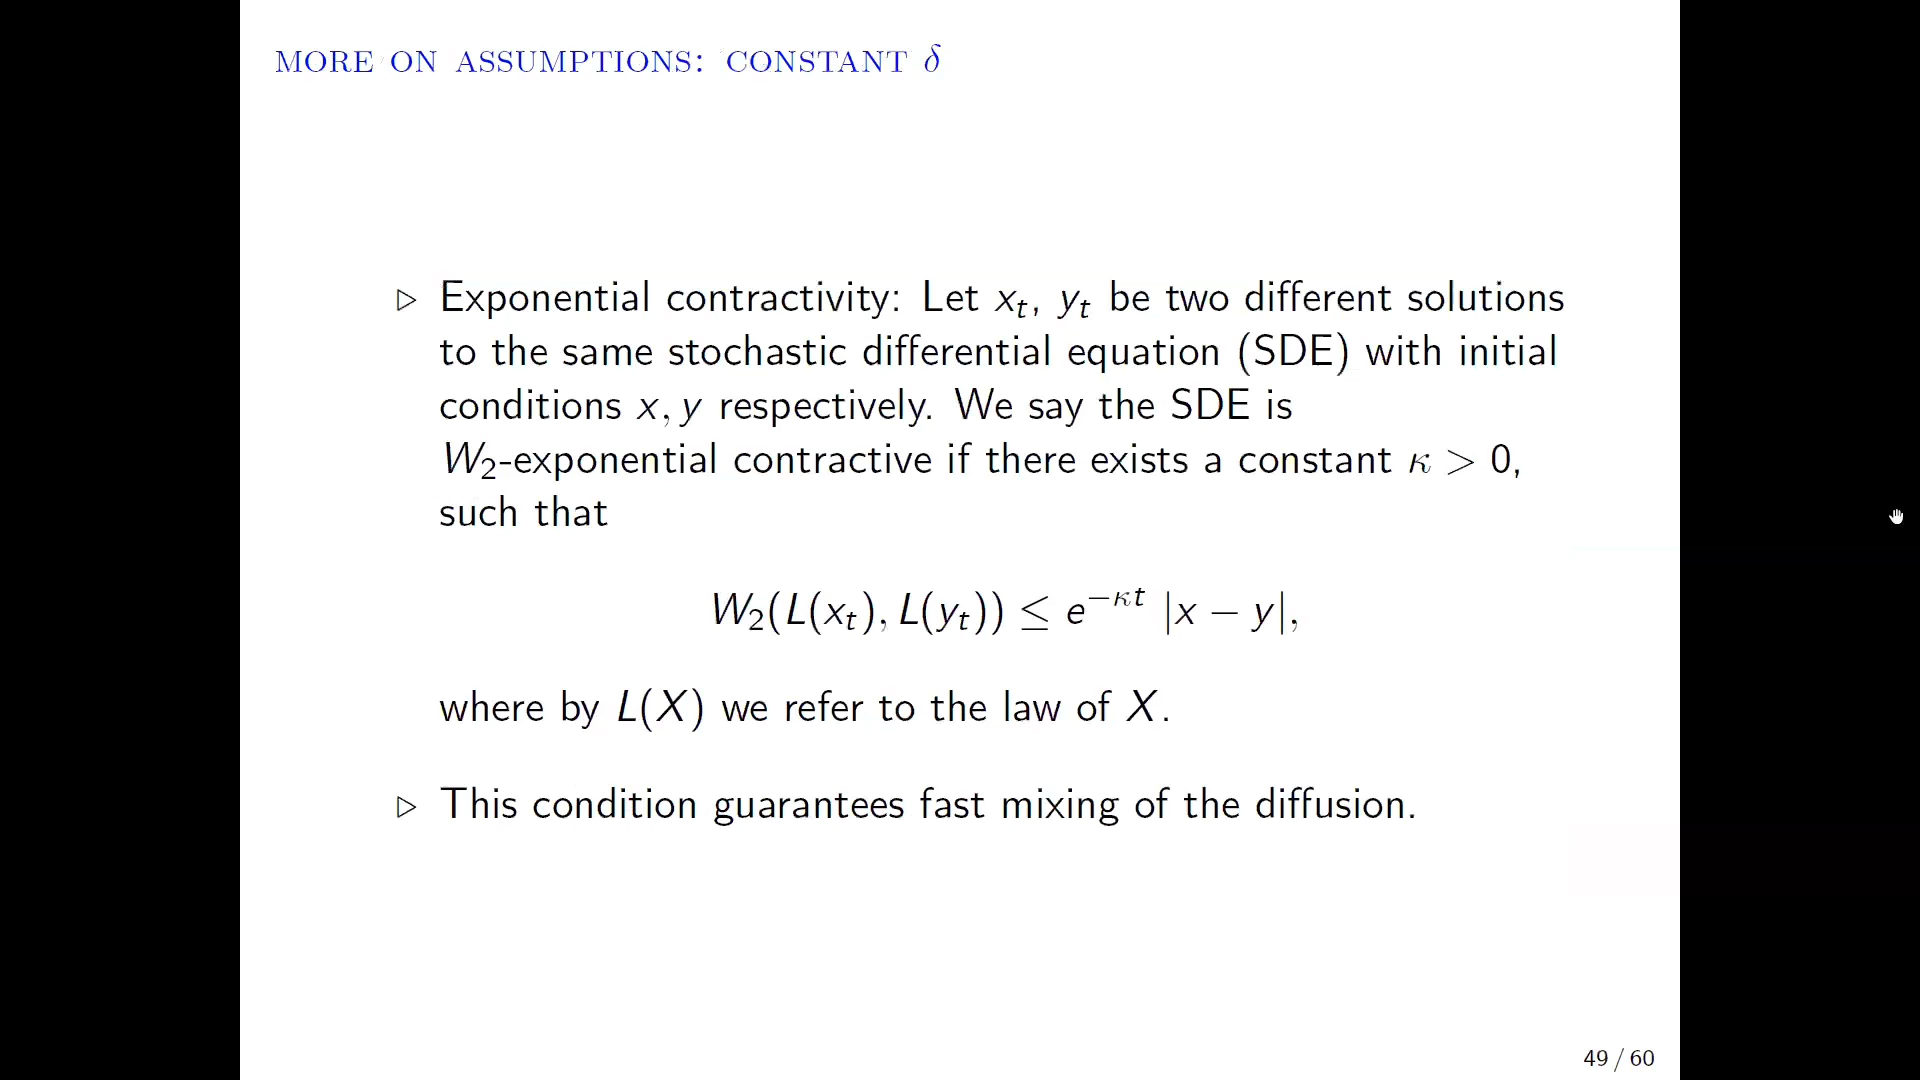 MORE ON ASSUMPTIONS: CONSTANT δ
▷ Exponential contractivity: Let x_t, y_t be two different solutions
to the same stochastic differential equation (SDE) with initial
conditions x, y respectively. We say the SDE is
W_2-exponential contractive if there exists a constant κ > 0,
such that
W_2(L(x_t), L(y_t)) ≤ e^{−κt} |x − y|,
where by L(X) we refer to the law of X.
▷ This condition guarantees fast mixing of the diffusion.
49 / 60